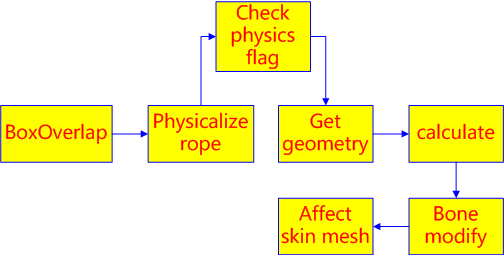 Check
physics
flag
BoxOverlap
Physicalize
rope
Get
geometry
calculate
Affect
skin mesh
Bone
modify